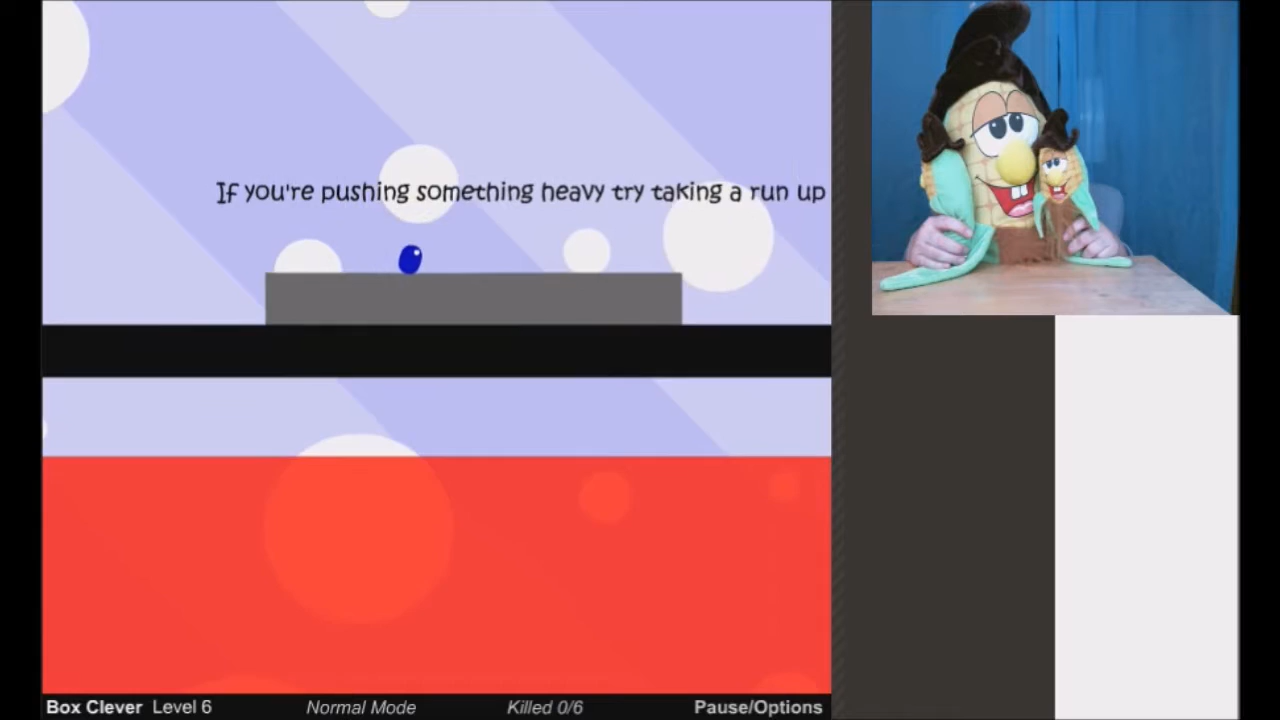 If you're pushing something heavy try taking a run up
Box Clever Level 6 Normal Mode Killed 0/6 Pause/Options